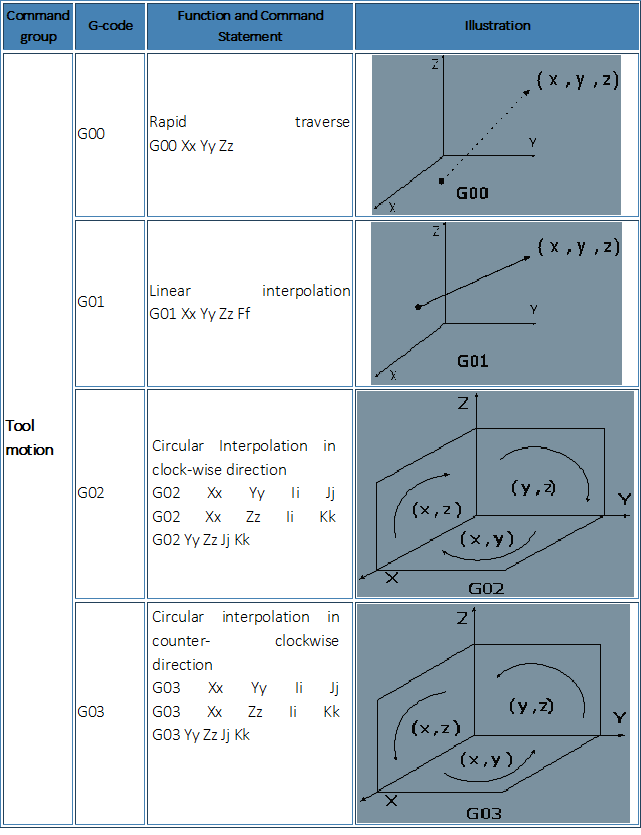 Command group
G-code
Function and Command Statement
Illustration
Tool motion
G00
Rapid traverse
G00 Xx Yy Zz
Z
(x,y,z)
Y
X
G00
G01
Linear interpolation
G01 Xx Yy Zz Ff
Z
(x,y,z)
Y
X
G01
G02
Circular Interpolation in
clock-wise direction
G02 Xx Yy Ii Jj
G02 Xx Zz Ii Kk
G02 Yy Zz Jj Kk
Z
(y,z)
Y
(x,z)
(x,y)
X
G02
G03
Circular interpolation in
counter- clockwise
direction
G03 Xx Yy Ii Jj
G03 Xx Zz Ii Kk
G03 Yy Zz Jj Kk
Z
(y,z)
Y
(x,z)
(x,y)
X
G03